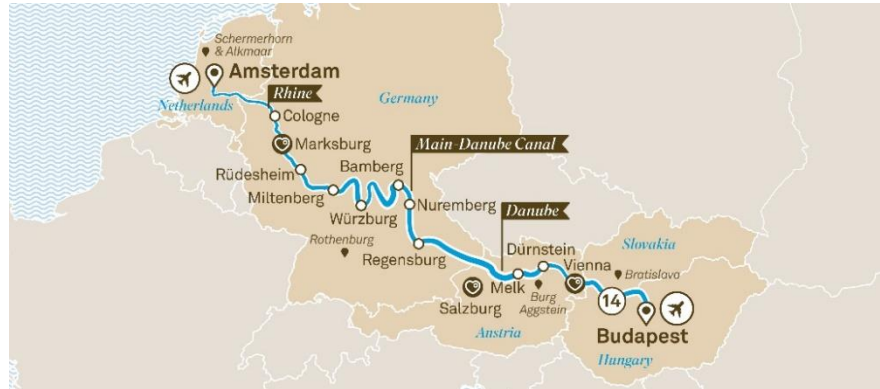 Schermerhorn
& Alkmaar
Amsterdam
Netherlands
Rhine
Germany
Cologne
Marksburg
Main-Danube Canal
Bamberg
Rüdesheim
Miltenberg
Nuremberg
Würzburg
Danube
Rothenburg
Regensburg
Dürnstein
Slovakia
Vienna
Bratislava
Melk
Salzburg
Burg
Aggstein
14
Anstria
Budapest
Hungary